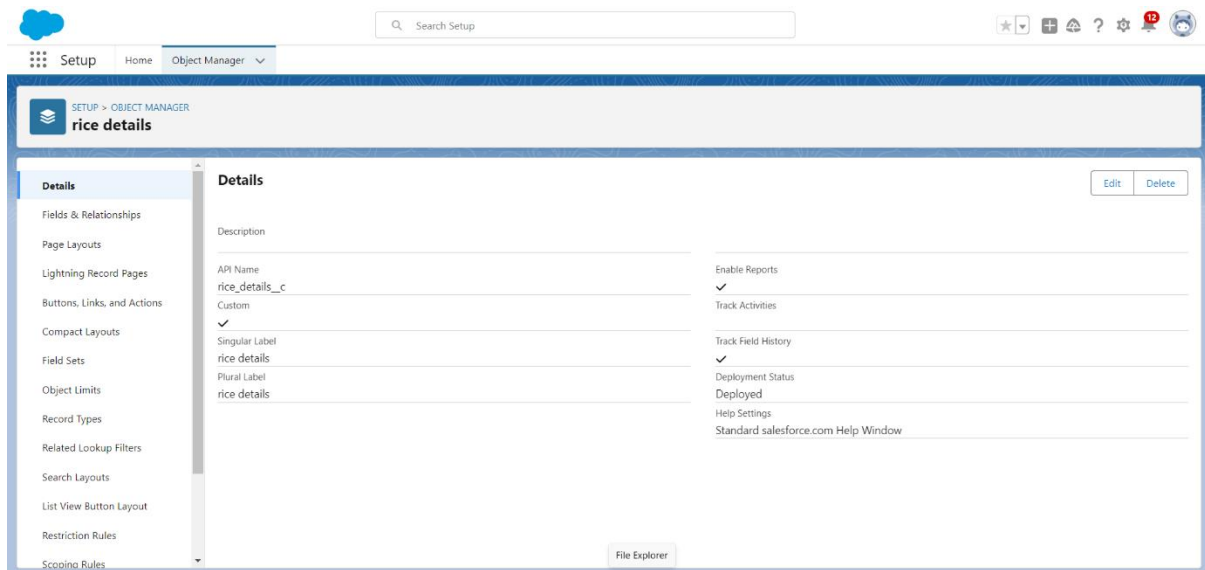 Search Setup
12
Setup
Home
Object Manager
SETUP > OBJECT MANAGER
rice details
Details
Fields & Relationships
Page Layouts
Lightning Record Pages
Buttons, Links, and Actions
Compact Layouts
Field Sets
Object Limits
Record Types
Related Lookup Filters
Search Layouts
List View Button Layout
Restriction Rules
Scoping Rules
Details
Edit
Delete
Description
API Name
rice_details__c
Custom
Singular Label
rice details
Plural Label
rice details
Enable Reports
Track Activities
Track Field History
Deployment Status
Deployed
Help Settings
Standard salesforce.com Help Window
File Explorer